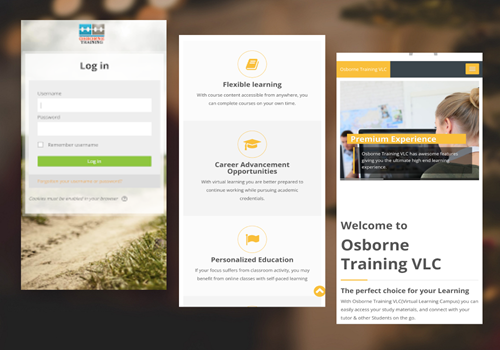 TRAINING
Log in
Username
Password
Remember username
Log in
Forgotten your username or password?
Cookies must be enabled in your browser
Flexible learning
With course content accessible from anywhere, you
can complete courses on your own time.
Career Advancement
Opportunities
With virtual learning you are better prepared to
continue working while pursuing academic
credentials.
Personalized Education
If your focus suffers from classroom activity, you may
benefit from online classes with self-paced learning
Osborne Training VLC
Premium Experience
Osborne Training VLC has awesome features
giving you the ultimate high end learning
experience.
Welcome to
Osborne
Training VLC
The perfect choice for your Learning
With Osborne Training VLC(Virtual Learning Campus) you can
easily access your study materials, and connect with your
tutor & other Students on the go.